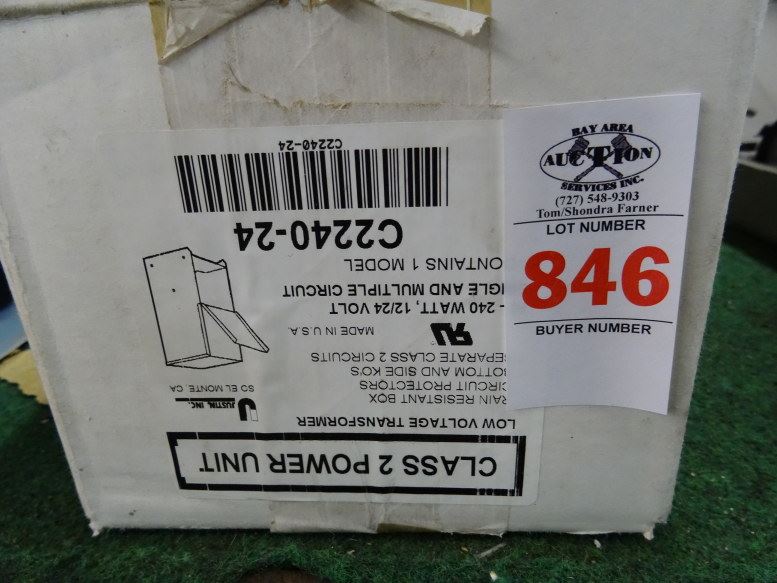 CLASS 2 POWER UNIT
LOW VOLTAGE TRANSFORMER
JUSTIN, INC.
SO EL MONTE, CA
RAIN RESISTANT BOX
CIRCUIT PROTECTORS
BOTTOM AND SIDE KO'S
SEPARATE CLASS 2 CIRCUITS
MADE IN U.S.A.
- 240 WATT, 12/24 VOLT
NGLE AND MULTIPLE CIRCUIT
ONTAINS 1 MODEL
C2240-24
C2240-24
BAY AREA
AUCTION
SERVICES INC.
(727) 548-9303
Tom/Shondra Farner
LOT NUMBER
846
BUYER NUMBER